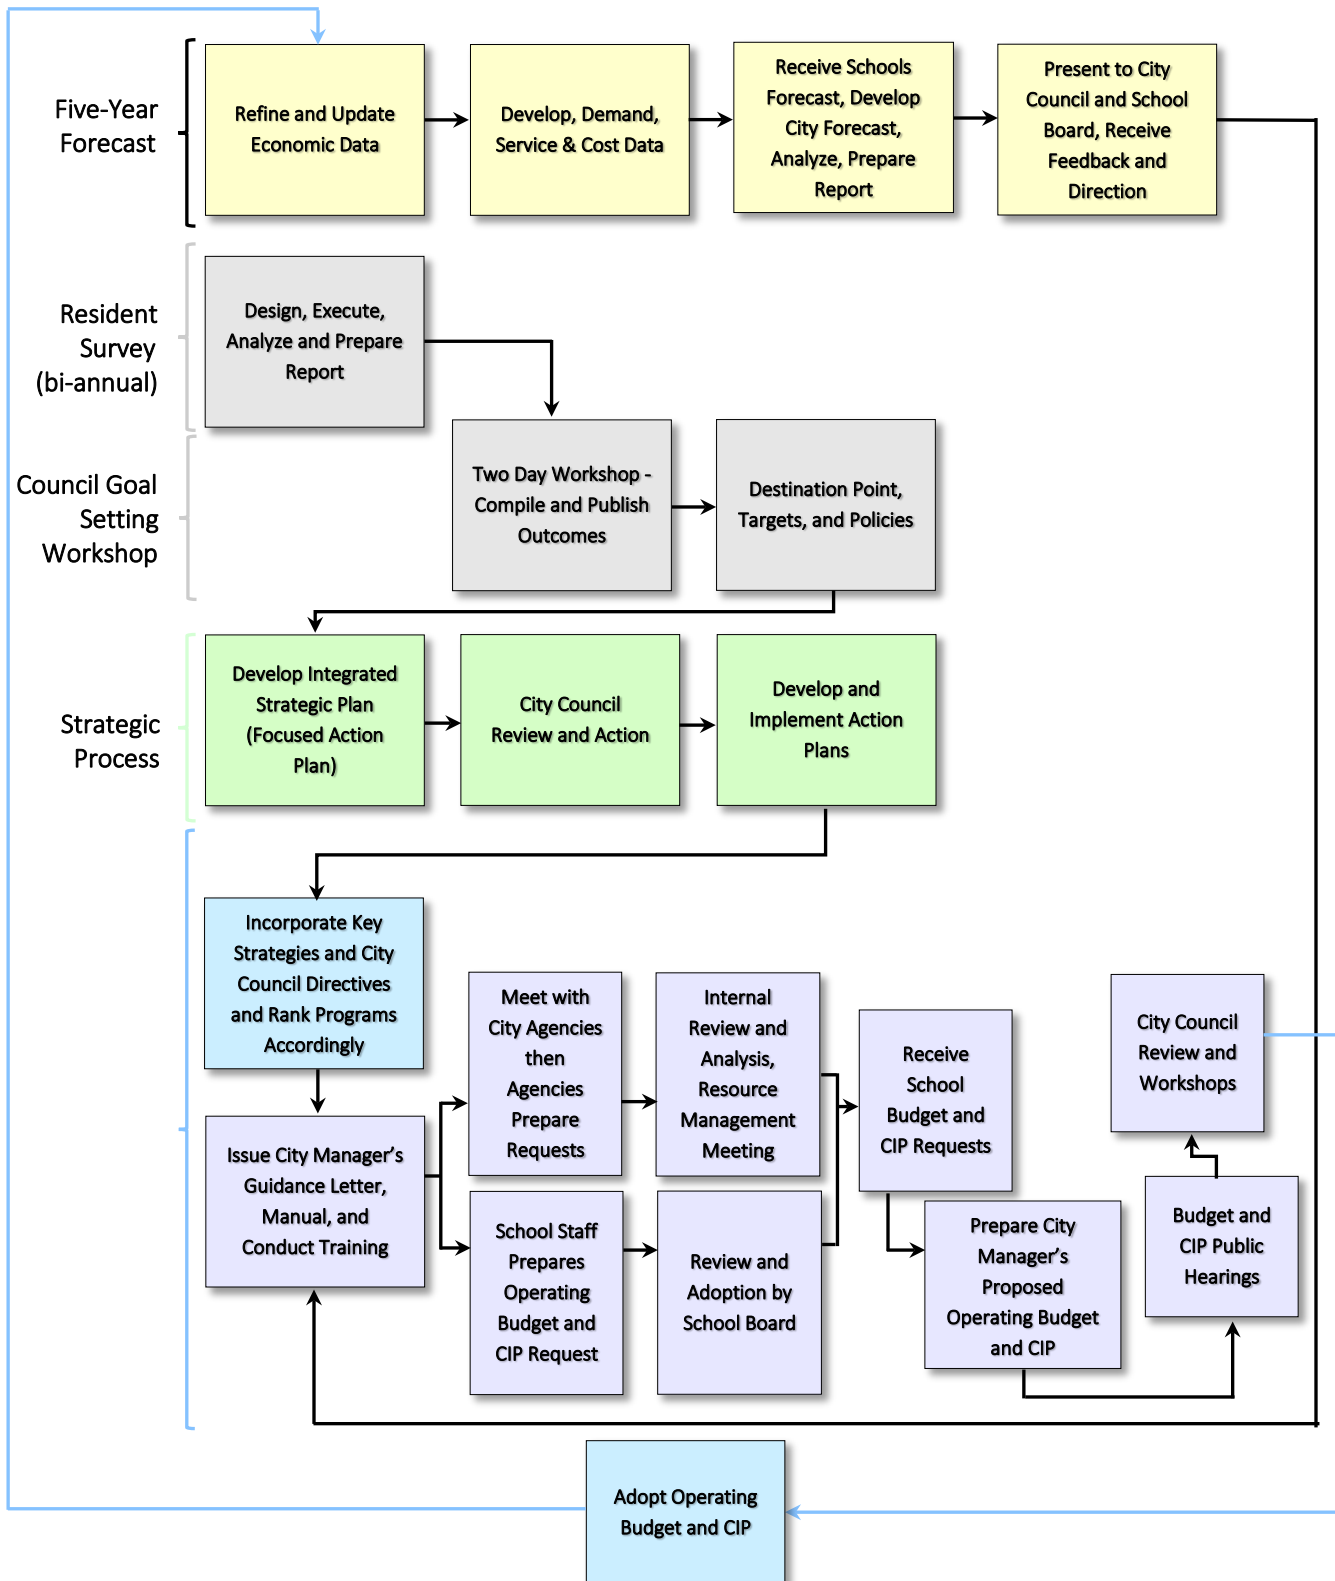 Five-Year
Forecast
Refine and Update
Economic Data
Develop, Demand,
Service & Cost Data
Receive Schools
Forecast, Develop
City Forecast,
Analyze, Prepare
Report
Present to City
Council and School
Board, Receive
Feedback and
Direction
Resident
Survey
(bi-annual)
Design, Execute,
Analyze and Prepare
Report
Council Goal
Setting
Workshop
Two Day Workshop -
Compile and Publish
Outcomes
Destination Point,
Targets, and Policies
Strategic
Process
Develop Integrated
Strategic Plan
(Focused Action
Plan)
City Council
Review and Action
Develop and
Implement Action
Plans
Incorporate Key
Strategies and City
Council Directives
and Rank Programs
Accordingly
Issue City Manager’s
Guidance Letter,
Manual, and
Conduct Training
Meet with
City Agencies
then
Agencies
Prepare
Requests
Internal
Review and
Analysis,
Resource
Management
Meeting
School Staff
Prepares
Operating
Budget and
CIP Request
Review and
Adoption by
School Board
Receive
School
Budget and
CIP Requests
Prepare City
Manager’s
Proposed
Operating Budget
and CIP
Budget and
CIP Public
Hearings
City Council
Review and
Workshops
Adopt Operating
Budget and CIP